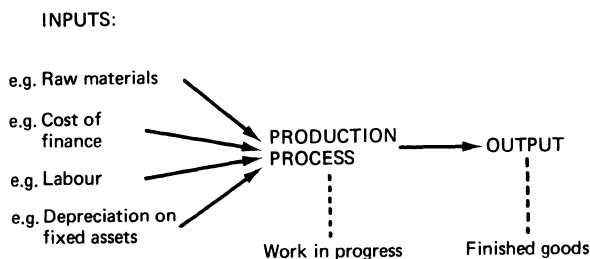 INPUTS:
e.g. Raw materials
e.g. Cost of
finance
e.g. Labour
e.g. Depreciation on
fixed assets
PRODUCTION
PROCESS
OUTPUT
Work in progress
Finished goods